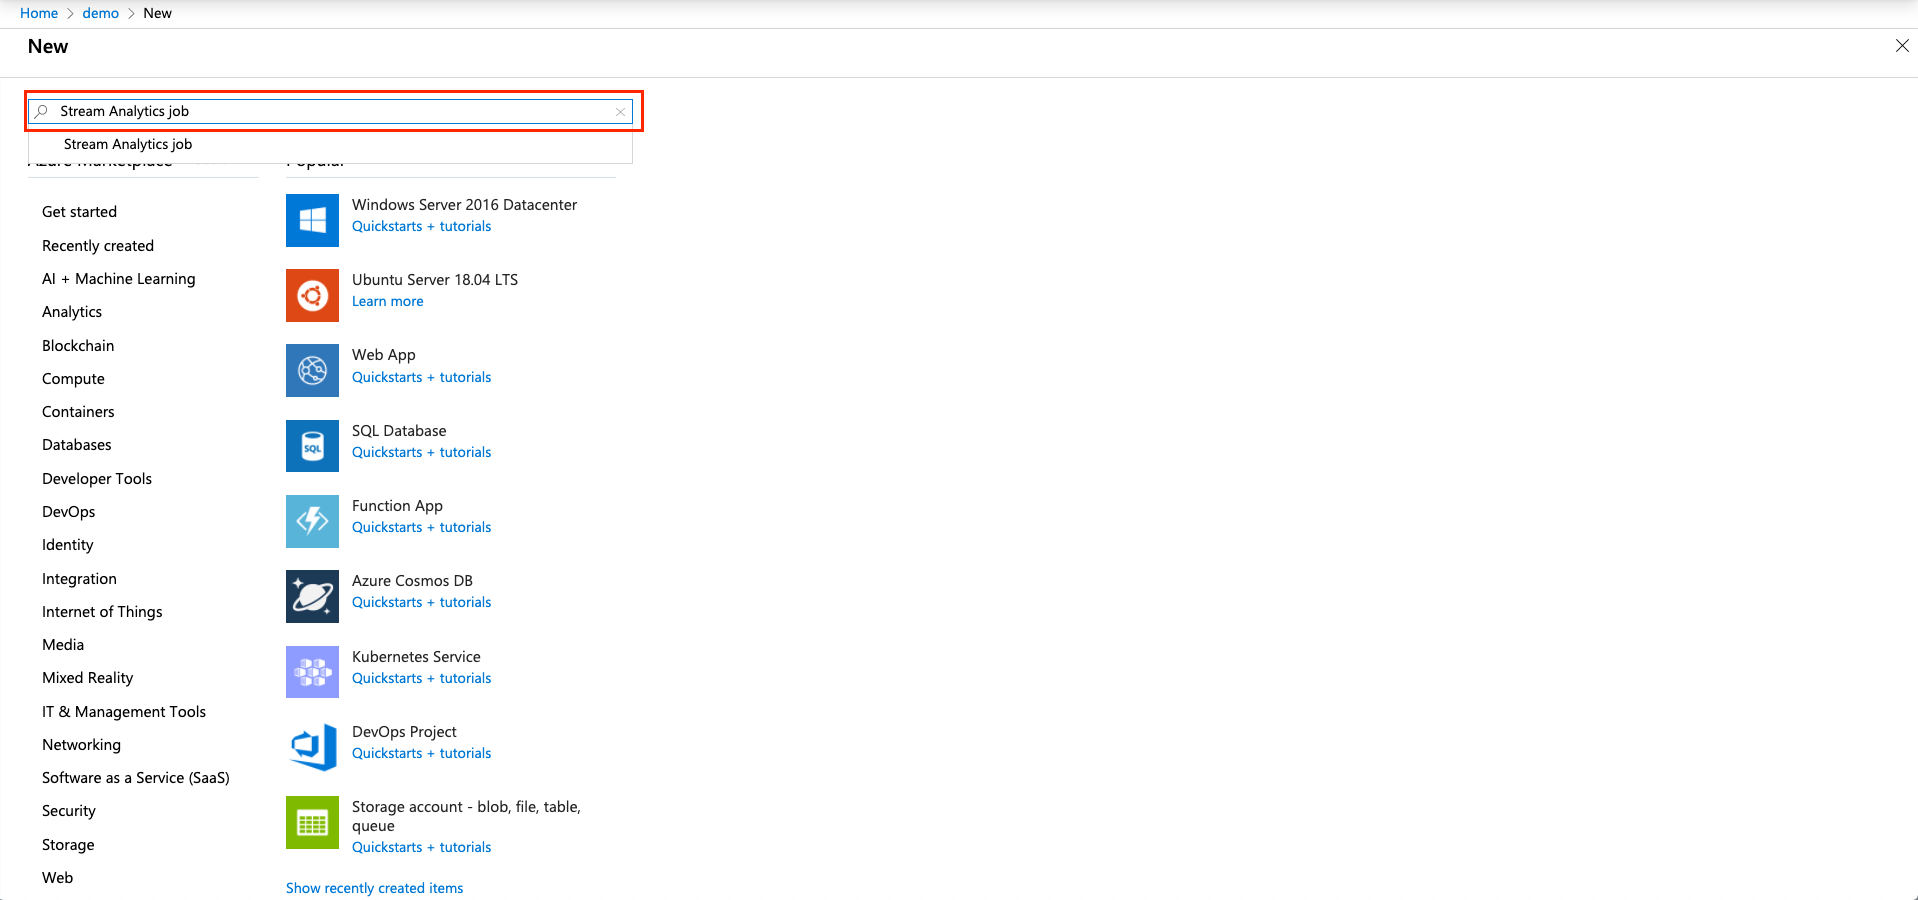 Home > demo > New
New
Stream Analytics job
Stream Analytics job
Azure Marketplace
Popular
Get started
Recently created
AI + Machine Learning
Analytics
Blockchain
Compute
Containers
Databases
Developer Tools
DevOps
Identity
Integration
Internet of Things
Media
Mixed Reality
IT & Management Tools
Networking
Software as a Service (SaaS)
Security
Storage
Web
Windows Server 2016 Datacenter
Quickstarts + tutorials
Ubuntu Server 18.04 LTS
Learn more
Web App
Quickstarts + tutorials
SQL
SQL Database
Quickstarts + tutorials
Function App
Quickstarts + tutorials
Azure Cosmos DB
Quickstarts + tutorials
Kubernetes Service
Quickstarts + tutorials
DevOps Project
Quickstarts + tutorials
Storage account - blob, file, table,
queue
Quickstarts + tutorials
Show recently created items